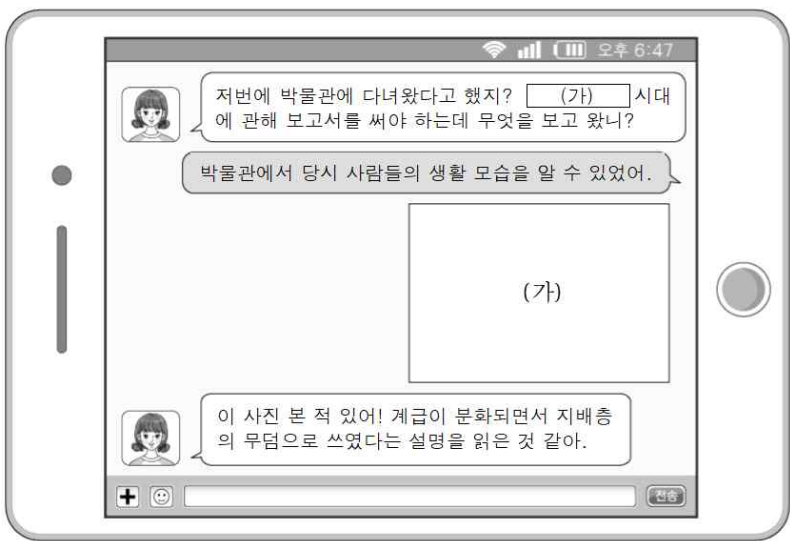 오후 6:47
저번에 박물관에 다녀왔다고 했지? (가) 시대
에 관해 보고서를 써야 하는데 무엇을 보고 왔니?
박물관에서 당시 사람들의 생활 모습을 알 수 있었어.
(가)
이 사진 본 적 있어! 계급이 분화되면서 지배층
의 무덤으로 쓰였다는 설명을 읽은 것 같아.
전송